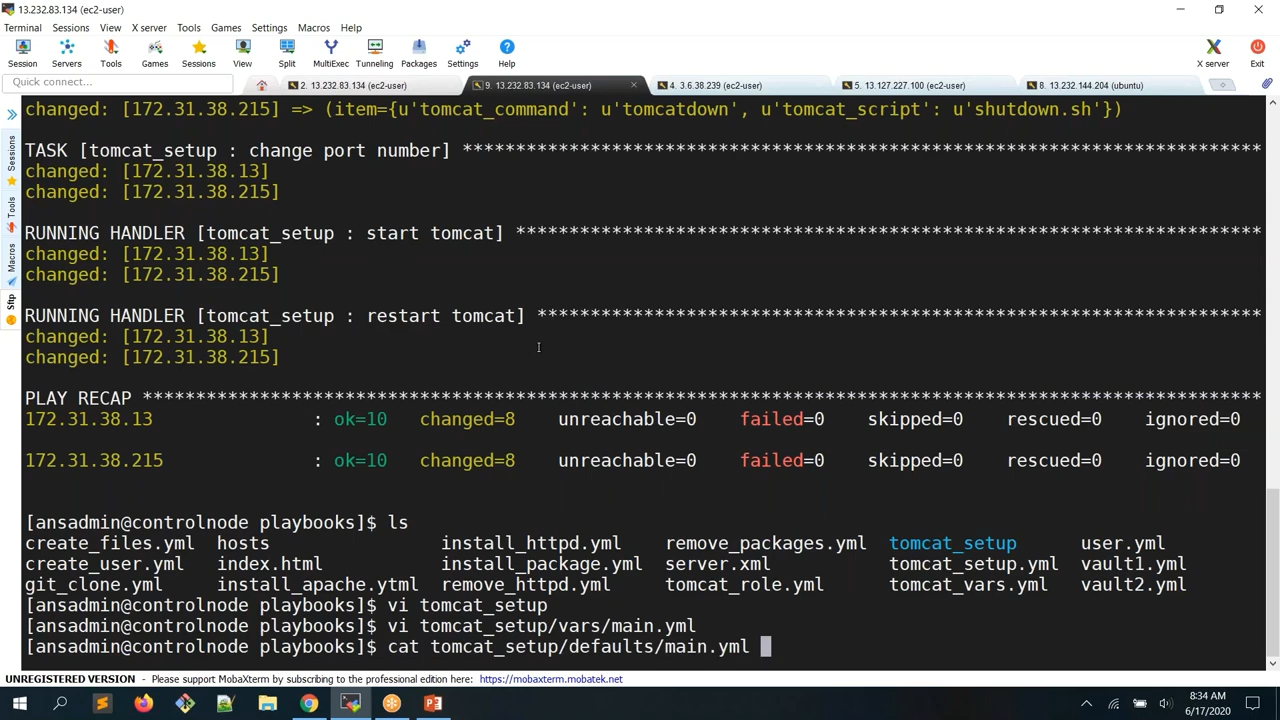 13.232.83.134 (ec2-user)
Terminal Sessions View X server Tools Games Settings Macros Help
Session Servers Tools Games Sessions View Split MultiExec Tunneling Packages Settings Help X server Exit
Quick connect...
2. 13.232.83.134 (ec2-user) 9. 13.232.83.134 (ec2-user) 4. 3.6.38.239 (ec2-user) 5. 13.127.227.100 (ec2-user) 8. 13.232.144.204 (ubuntu)
Sessions
Tools
Macros
Sftp
changed: [172.31.38.215] => (item={u'tomcat_command': u'tomcatdown', u'tomcat_script': u'shutdown.sh'})
TASK [tomcat_setup : change port number] ***************************************************************************
changed: [172.31.38.13]
changed: [172.31.38.215]
RUNNING HANDLER [tomcat_setup : start tomcat] **********************************************************************
changed: [172.31.38.13]
changed: [172.31.38.215]
RUNNING HANDLER [tomcat_setup : restart tomcat] ********************************************************************
changed: [172.31.38.13]
changed: [172.31.38.215]
PLAY RECAP *********************************************************************************************************
172.31.38.13 : ok=10 changed=8 unreachable=0 failed=0 skipped=0 rescued=0 ignored=0
172.31.38.215 : ok=10 changed=8 unreachable=0 failed=0 skipped=0 rescued=0 ignored=0
[ansadmin@controlnode playbooks]$ ls
create_files.yml hosts install_httpd.yml remove_packages.yml tomcat_setup user.yml
create_user.yml index.html install_package.yml server.xml tomcat_setup.yml vault1.yml
git_clone.yml install_apache.ytml remove_httpd.yml tomcat_role.yml tomcat_vars.yml vault2.yml
[ansadmin@controlnode playbooks]$ vi tomcat_setup
[ansadmin@controlnode playbooks]$ vi tomcat_setup/vars/main.yml
[ansadmin@controlnode playbooks]$ cat tomcat_setup/defaults/main.yml
UNREGISTERED VERSION - Please support MobaXterm by subscribing to the professional edition here: https://mobaxterm.mobatek.net
8:34 AM
6/17/2020